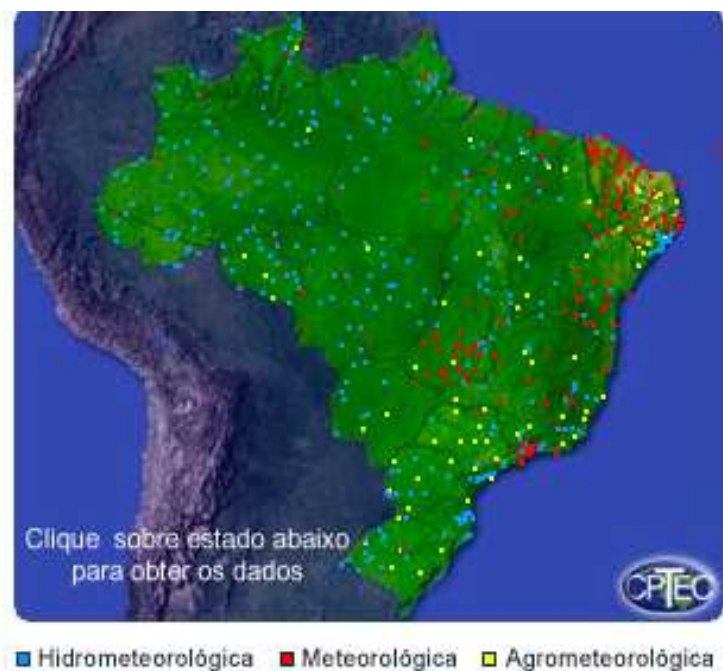 Clique sobre estado abaixo
para obter os dados
CPTEC
Hidrometeorológica Meteorológica Agrometeorológica